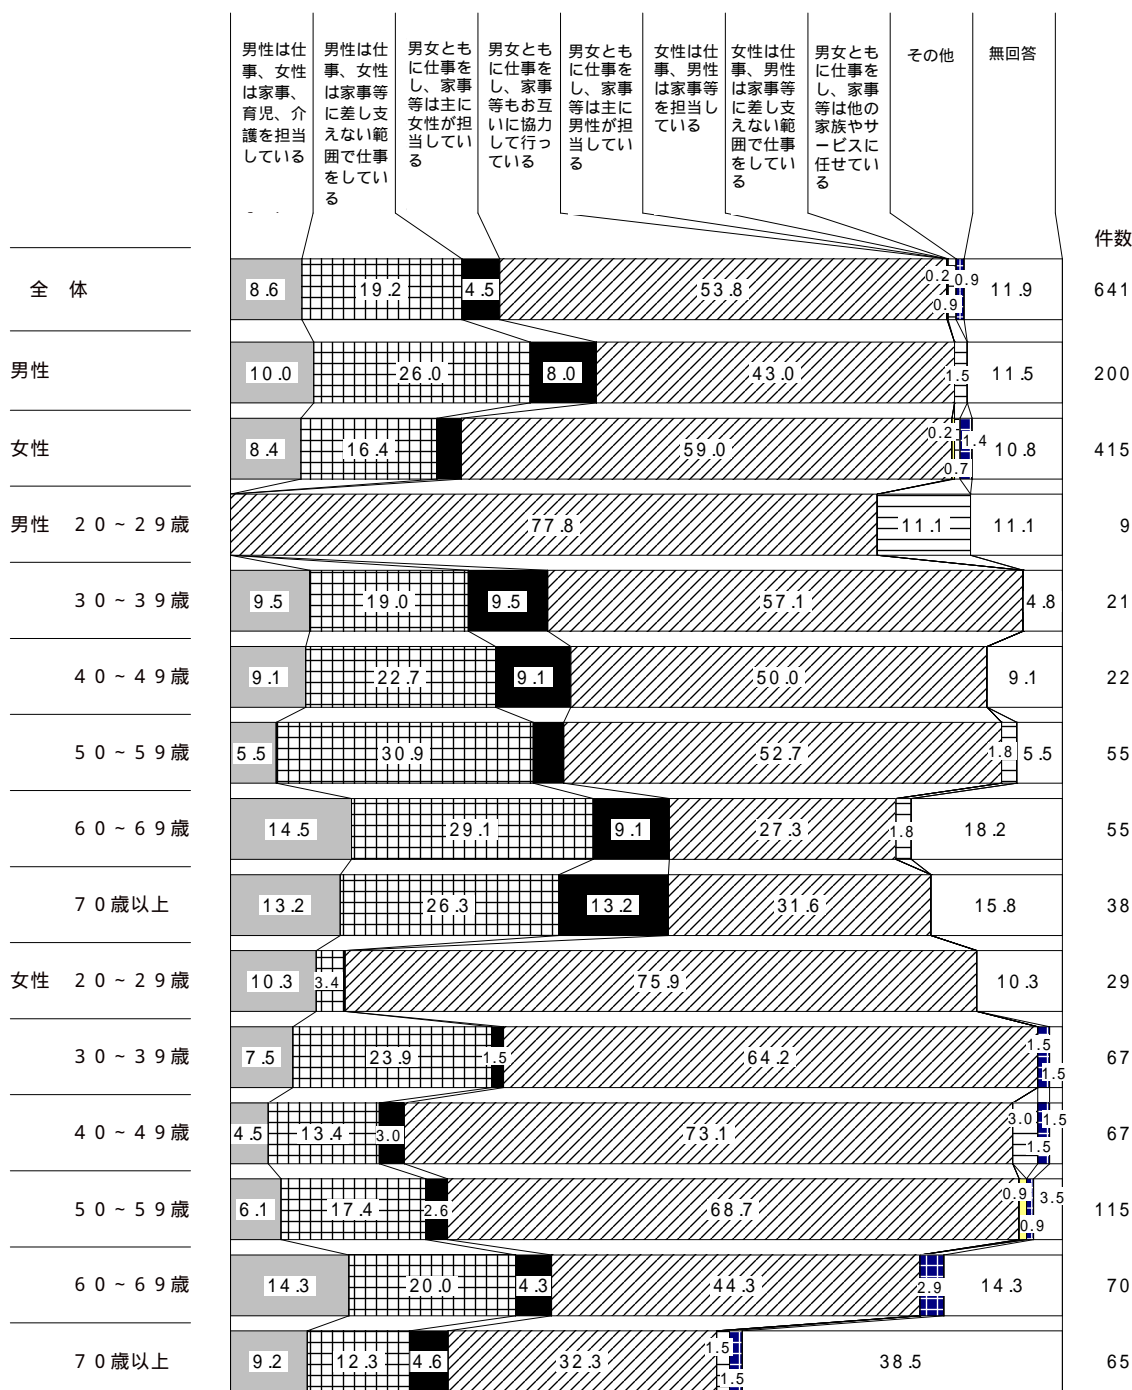 男性は仕
事、女性
は家事、
育児、介
護を担当
している
男性は仕
事、女性
は家事等
に差し支
えない範
囲で仕事
をしてい
る
男女とも
に仕事を
し、家事
等は主に
女性が担
当してい
る
男女とも
に仕事を
し、家事
等もお互
いに協力
して行っ
ている
男女とも
に仕事を
し、家事
等は主に
男性が担
当してい
る
女性は仕
事、男性
は家事等
を担当し
ている
女性は仕
事、男性
は家事等
に差し支
えない範
囲で仕事
をしてい
る
男女とも
に仕事を
し、家事
等は他の
家族やサ
ービスに
任せてい
る
その他
無回答
件数
全 体 8.6 19.2 4.5 53.8 0.2 0.9 0.9 11.9 641
男性 10.0 26.0 8.0 43.0 1.5 11.5 200
女性 8.4 16.4 59.0 0.2 0.7 1.4 10.8 415
男性 20~29歳 77.8 11.1 11.1 9
30~39歳 9.5 19.0 9.5 57.1 4.8 21
40~49歳 9.1 22.7 9.1 50.0 9.1 22
50~59歳 5.5 30.9 52.7 1.8 5.5 55
60~69歳 14.5 29.1 9.1 27.3 1.8 18.2 55
70歳以上 13.2 26.3 13.2 31.6 15.8 38
女性 20~29歳 10.3 3.4 75.9 10.3 29
30~39歳 7.5 23.9 1.5 64.2 1.5 1.5 67
40~49歳 4.5 13.4 3.0 73.1 3.0 1.5 1.5 67
50~59歳 6.1 17.4 2.6 68.7 0.9 0.9 3.5 115
60~69歳 14.3 20.0 4.3 44.3 2.9 14.3 70
70歳以上 9.2 12.3 4.6 32.3 1.5 1.5 38.5 65